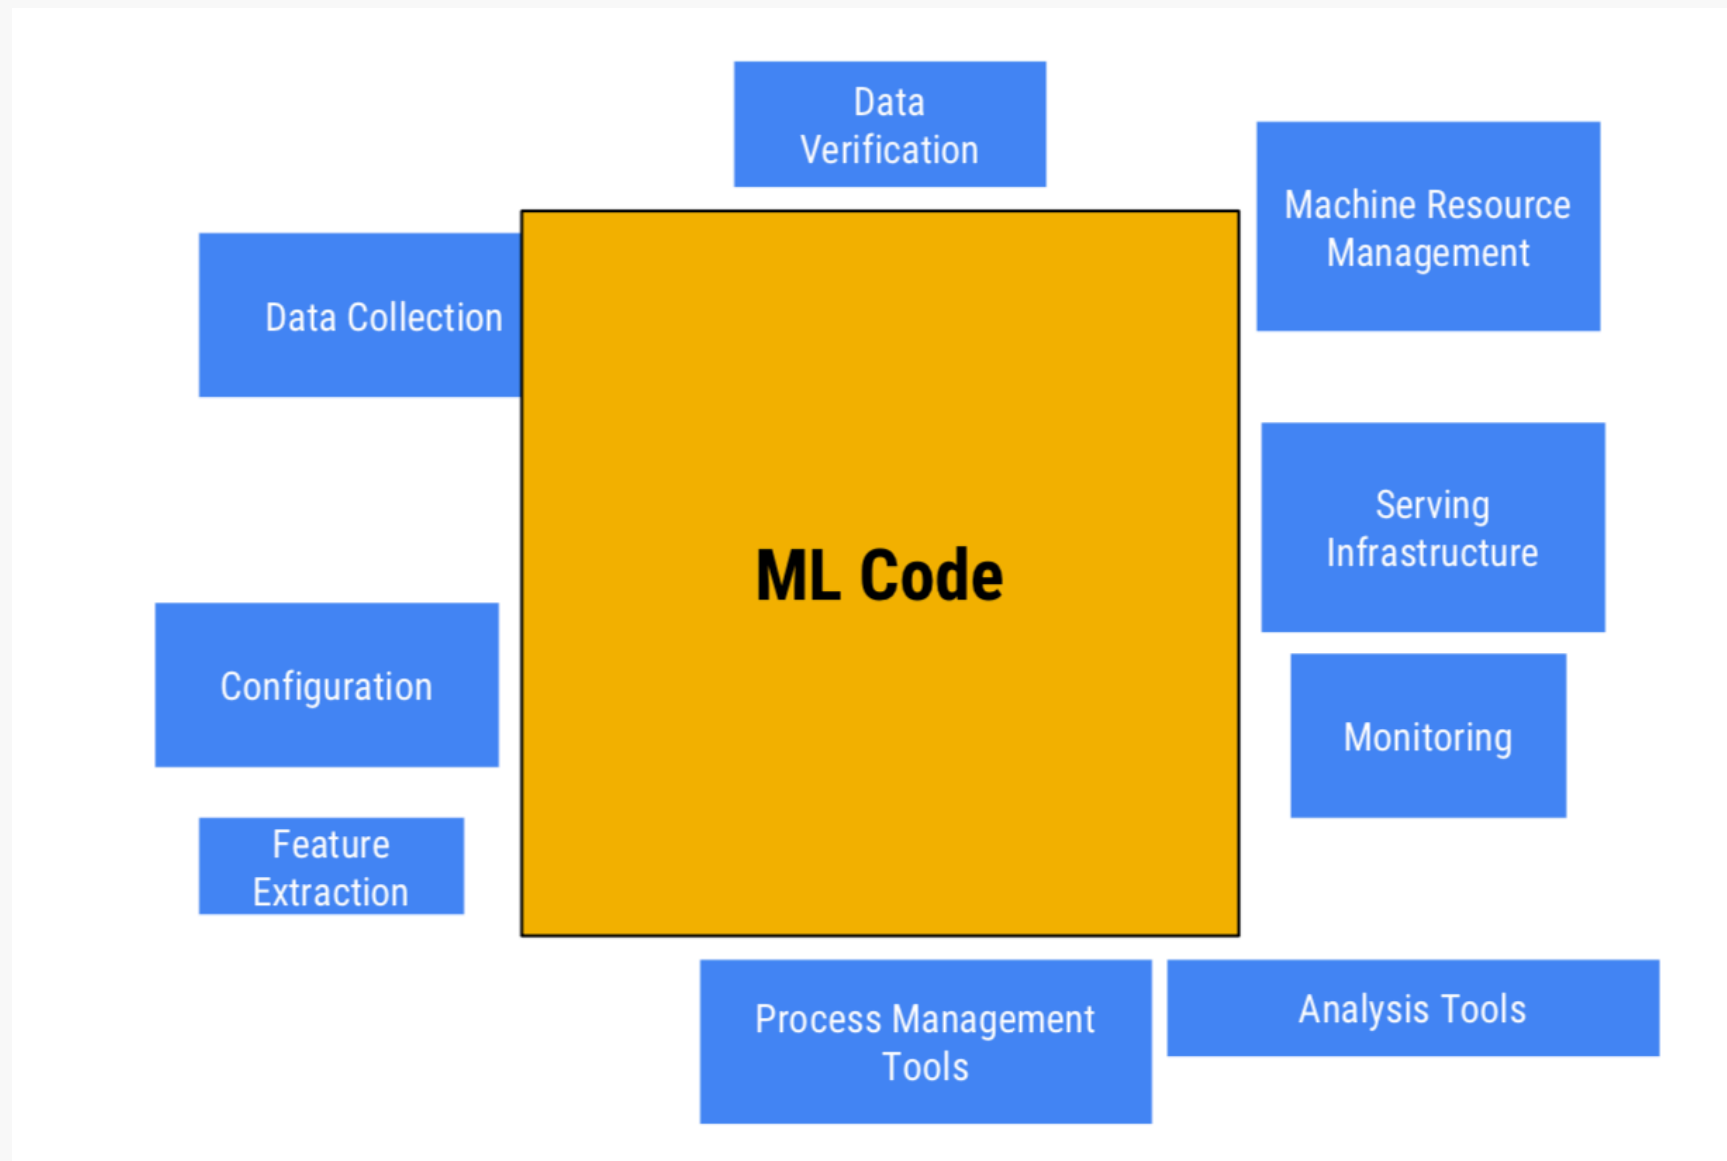 Data
Verification
Machine Resource
Management
Data Collection
Serving
Infrastructure
ML Code
Configuration
Monitoring
Feature
Extraction
Process Management
Tools
Analysis Tools